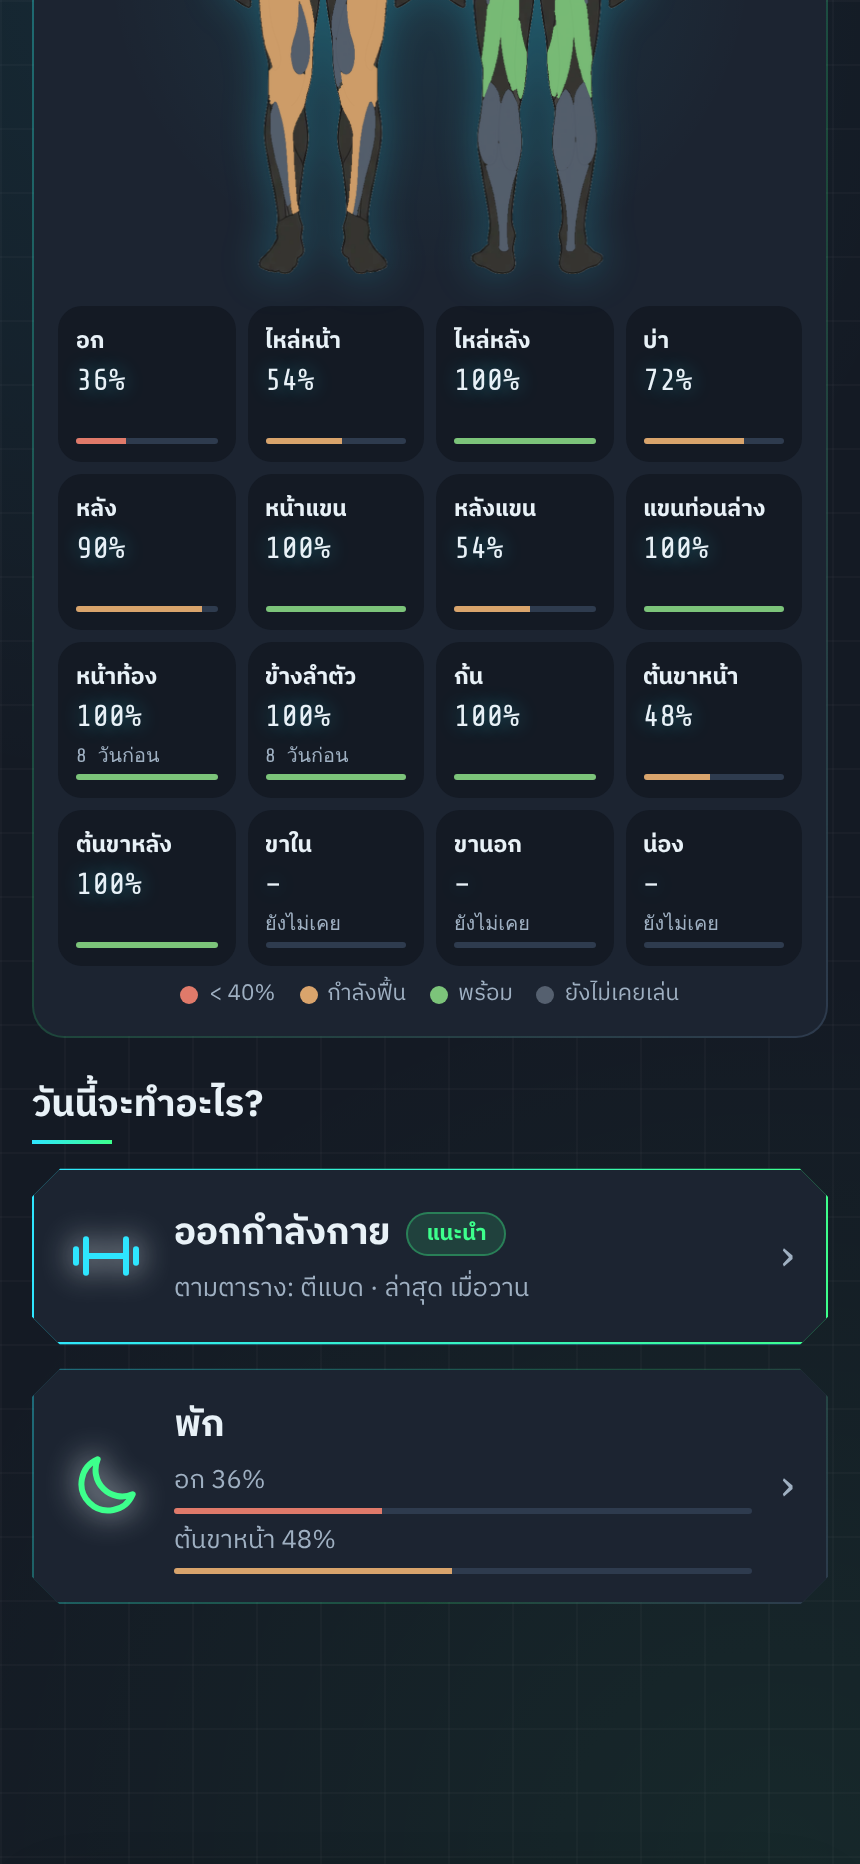 อก
36%
ไหล่หน้า
54%
ไหล่หลัง
100%
บ่า
72%
หลัง
90%
หน้าแขน
100%
หลังแขน
54%
แขนท่อนล่าง
100%
หน้าท้อง
100%
8 วันก่อน
ข้างลำตัว
100%
8 วันก่อน
ก้น
100%
ต้นขาหน้า
48%
ต้นขาหลัง
100%
ขาใน
–
ยังไม่เคย
ขานอก
–
ยังไม่เคย
น่อง
–
ยังไม่เคย
< 40% กำลังฟื้น พร้อม ยังไม่เคยเล่น
วันนี้จะทำอะไร?
ออกกำลังกาย แนะนำ
ตามตาราง: ตีแบด · ล่าสุด เมื่อวาน
พัก
อก 36%
ต้นขาหน้า 48%